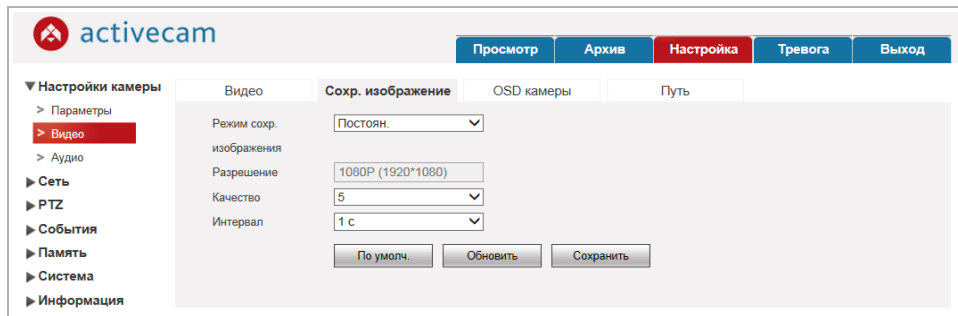 activecam
Просмотр Архив Настройка Тревога Выход
Настройки камеры
> Параметры
> Видео
> Аудио
Сеть
PTZ
События
Память
Система
Информация
Видео Сохр. изображение OSD камеры Путь
Режим сохр. Постоян.
изображения
Разрешение 1080P (1920*1080)
Качество 5
Интервал 1 с
По умолч. Обновить Сохранить